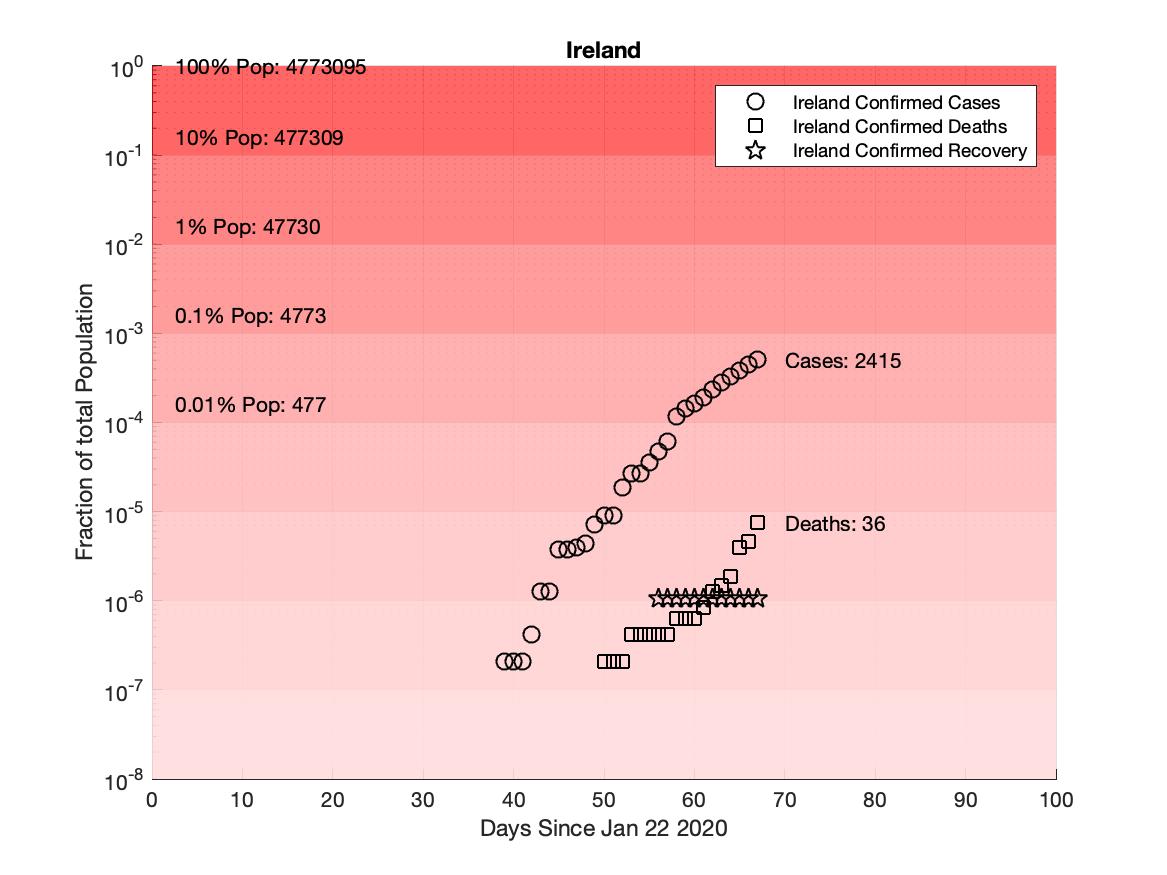 Ireland
10^0
100% Pop: 4773095
Ireland Confirmed Cases
10% Pop: 477309
Ireland Confirmed Deaths
10^-1
Ireland Confirmed Recovery
1% Pop: 47730
10^-2
0.1% Pop: 4773
10^-3
Cases: 2415
0.01% Pop: 477
10^-4
10^-5
Deaths: 36
10^-6
10^-7
10^-8
Fraction of total Population
0 10 20 30 40 50 60 70 80 90 100
Days Since Jan 22 2020